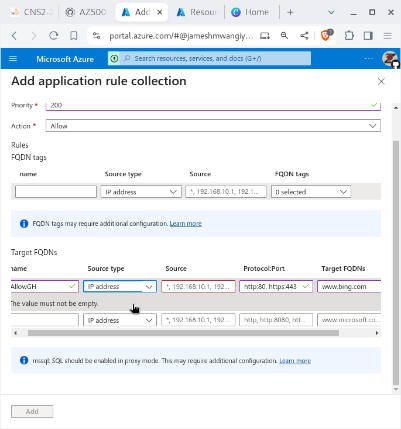 CNS2-
AZ500
Add
Resour
Home
portal.azure.com/#@jameshmwangiy...
Microsoft Azure
Search resources, services, and docs (G+/)
Add application rule collection
Priority *
200
Action *
Allow
Rules
FQDN tags
name
Source type
Source
FQDN tags
IP address
*, 192.168.10.1, 192.1...
0 selected
FQDN tags may require additional configuration. Learn more
Target FQDNs
name
Source type
Source
Protocol:Port
Target FQDNs
AllowGH
IP address
*, 192.168.10.1, 192...
http:80, https:443
www.bing.com
The value must not be empty.
IP address
*, 192.168.10.1, 192...
http, http:8080, htt...
www.microsoft.co...
mssql: SQL should be enabled in proxy mode. This may require additional configuration. Learn more
Add